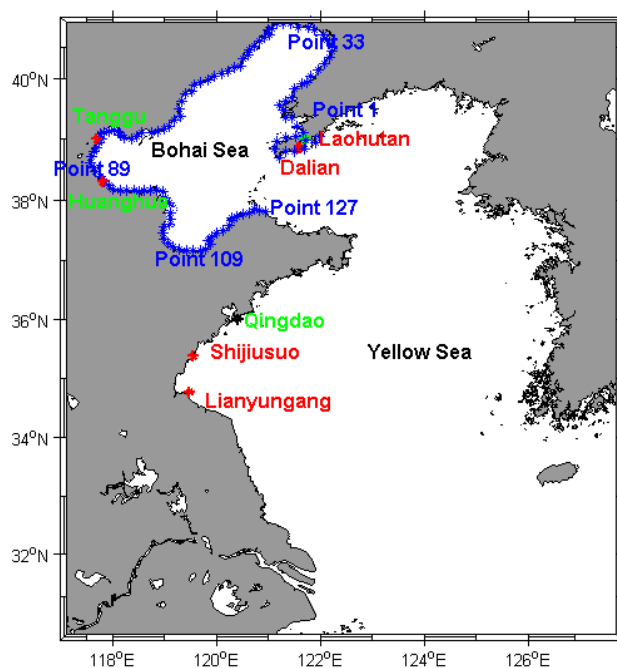 Point 33
40°N
Tanggu
Point 1
Laohutan
Bohai Sea
Dalian
Point 89
38°N
Huanghua
Point 127
Point 109
36°N
Qingdao
Shijiusuo
Yellow Sea
Lianyungang
34°N
32°N
118°E
120°E
122°E
124°E
126°E